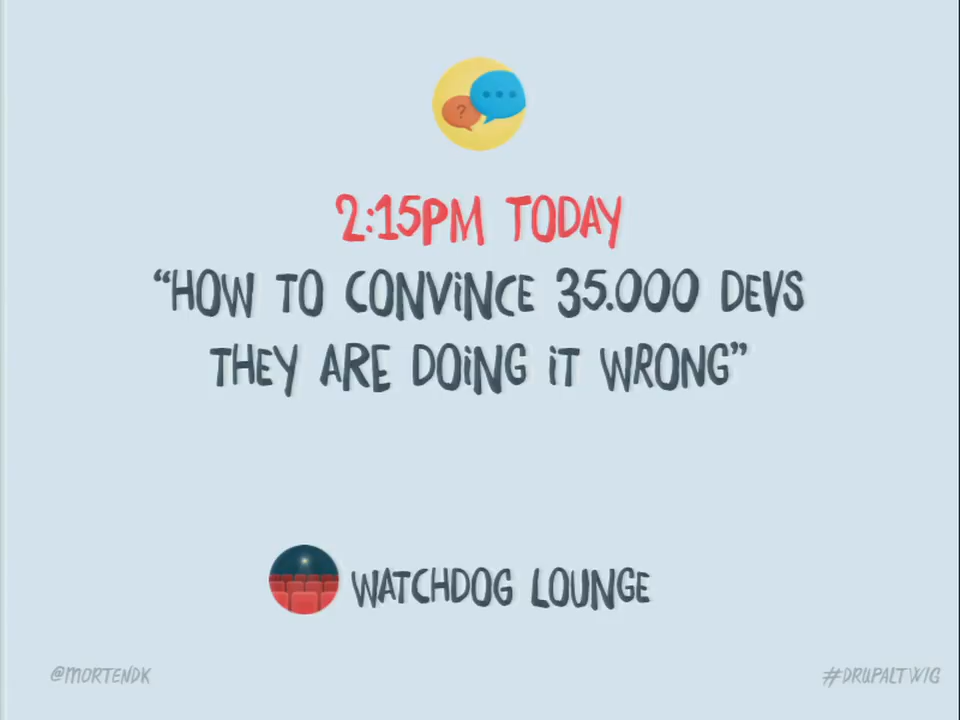 ?
2:15PM TODAY
“HOW TO CONVINCE 35.000 DEVS
THEY ARE DOING IT WRONG”
WATCHDOG LOUNGE
@MORTENDK
#DRUPALTWIG